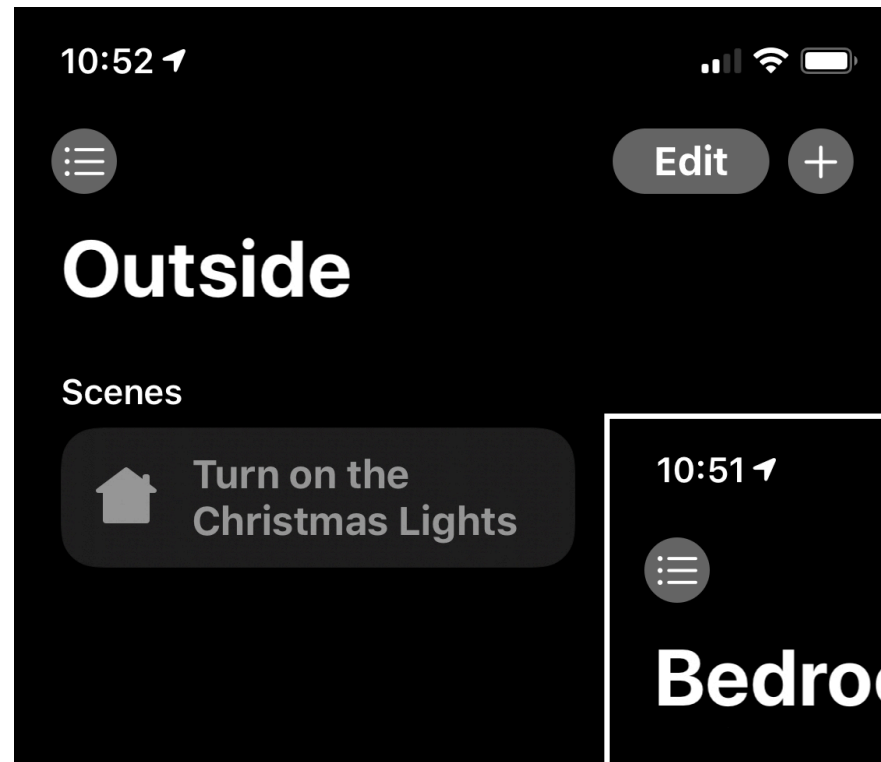 10:52
Edit
Outside
Scenes
Turn on the
Christmas Lights
10:51